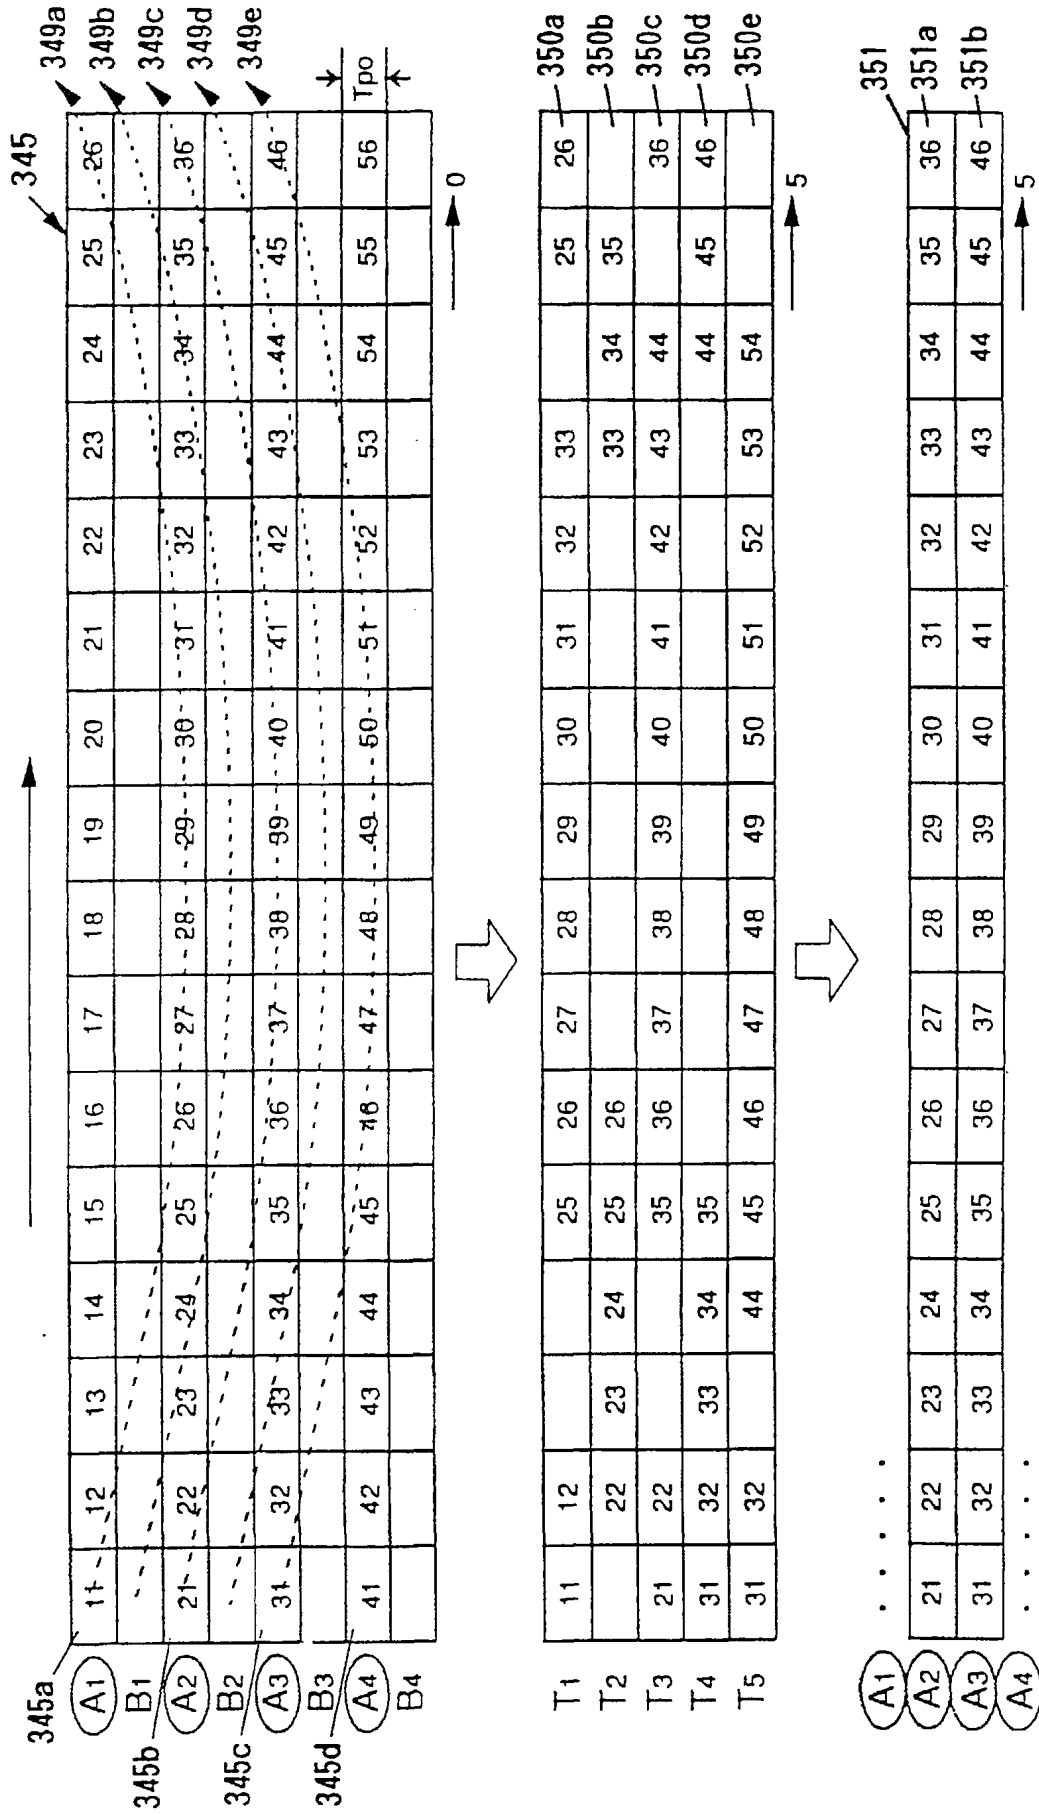 345
345a
349a
A1 11 12 13 14 15 16 17 18 19 20 21 22 23 24 25 26
349b
B1
349c
345b
A2 21 22 23 24 25 26 27 28 29 30 31 32 33 34 35 36
349d
B2
349e
345c
A3 31 32 33 34 35 36 37 38 39 40 41 42 43 44 45 46
B3
345d
A4 41 42 43 44 45 46 47 48 49 50 51 52 53 54 55 56 Tpo
B4
0
T1 11 12 25 26 27 28 29 30 31 32 33 25 26 350a
T2 22 23 24 25 26 33 34 35 350b
T3 21 22 35 36 37 38 39 40 41 42 43 44 36 350c
T4 31 32 33 34 35 44 45 46 350d
T5 31 32 44 45 46 47 48 49 50 51 52 53 54 350e
5
A1 ..... 351
A2 21 22 23 24 25 26 27 28 29 30 31 32 33 34 35 36 351a
A3 31 32 33 34 35 36 37 38 39 40 41 42 43 44 45 46 351b
A4 .....
5